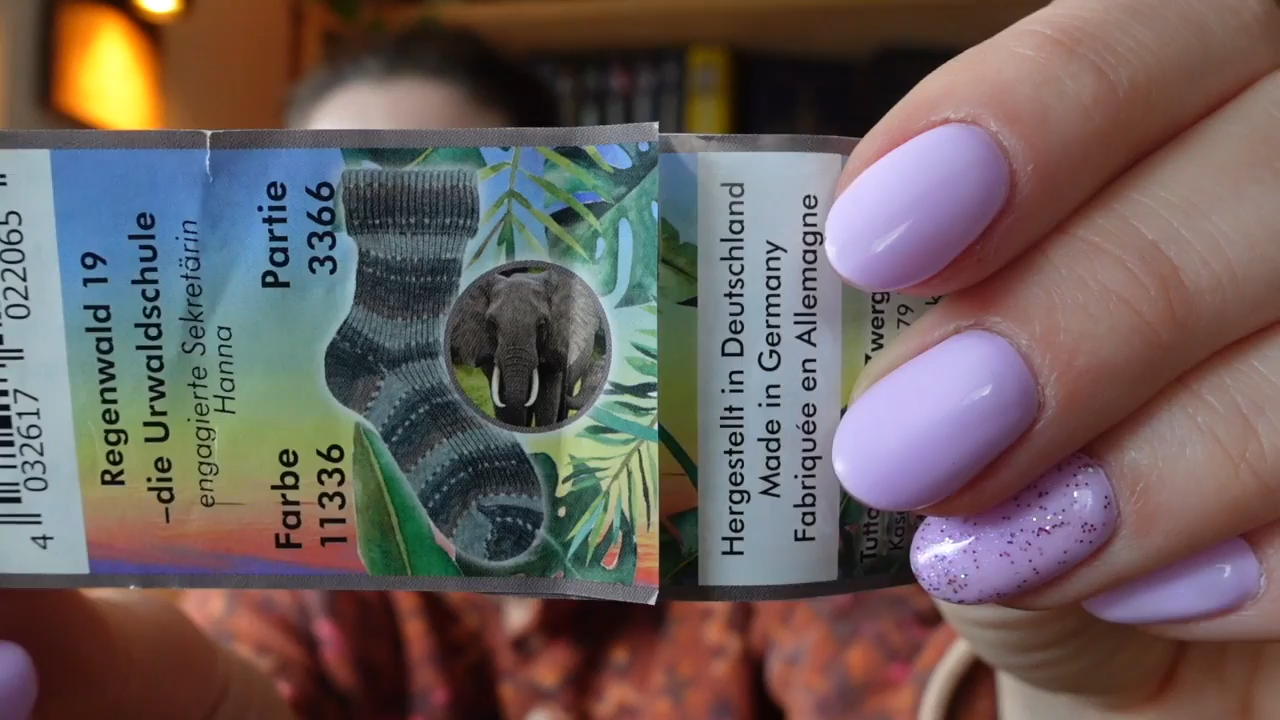 4 032617 022065
Regenwald 19
–die Urwaldschule
engagierte Sekretärin
Hanna
Partie
3366
Farbe
11336
Hergestellt in Deutschland
Made in Germany
Fabriquée en Allemagne
79